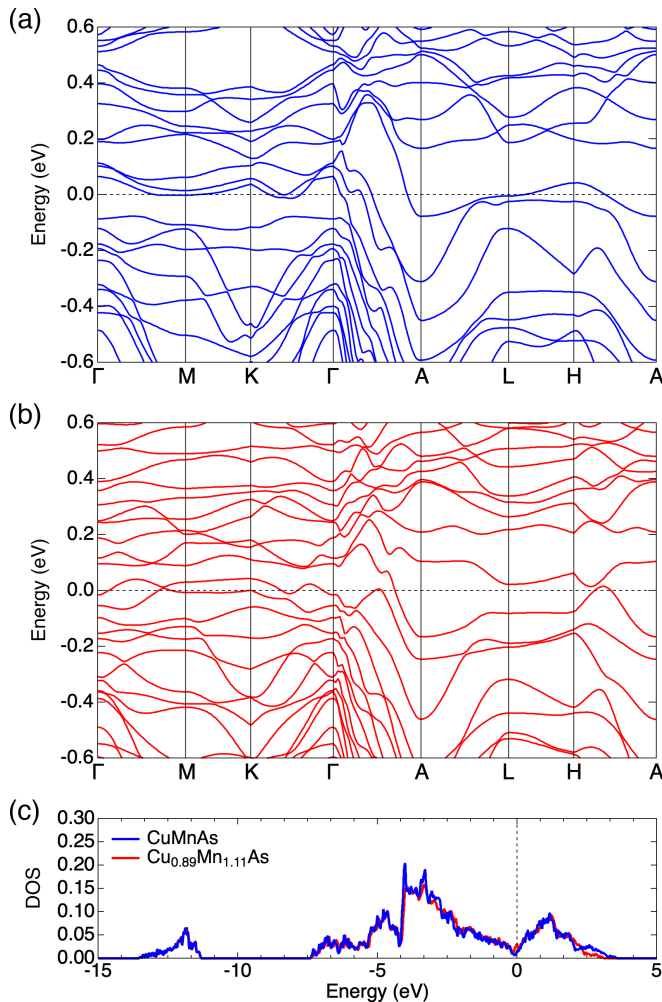 (a)
0.6
0.4
0.2
0.0
-0.2
-0.4
-0.6
Energy (eV)
Γ M K Γ A L H A
(b)
0.6
0.4
0.2
0.0
-0.2
-0.4
-0.6
Energy (eV)
Γ M K Γ A L H A
(c)
0.30
0.25
0.20
0.15
0.10
0.05
0.00
DOS
CuMnAs
Cu0.89Mn1.11As
-15 -10 -5 0 5
Energy (eV)